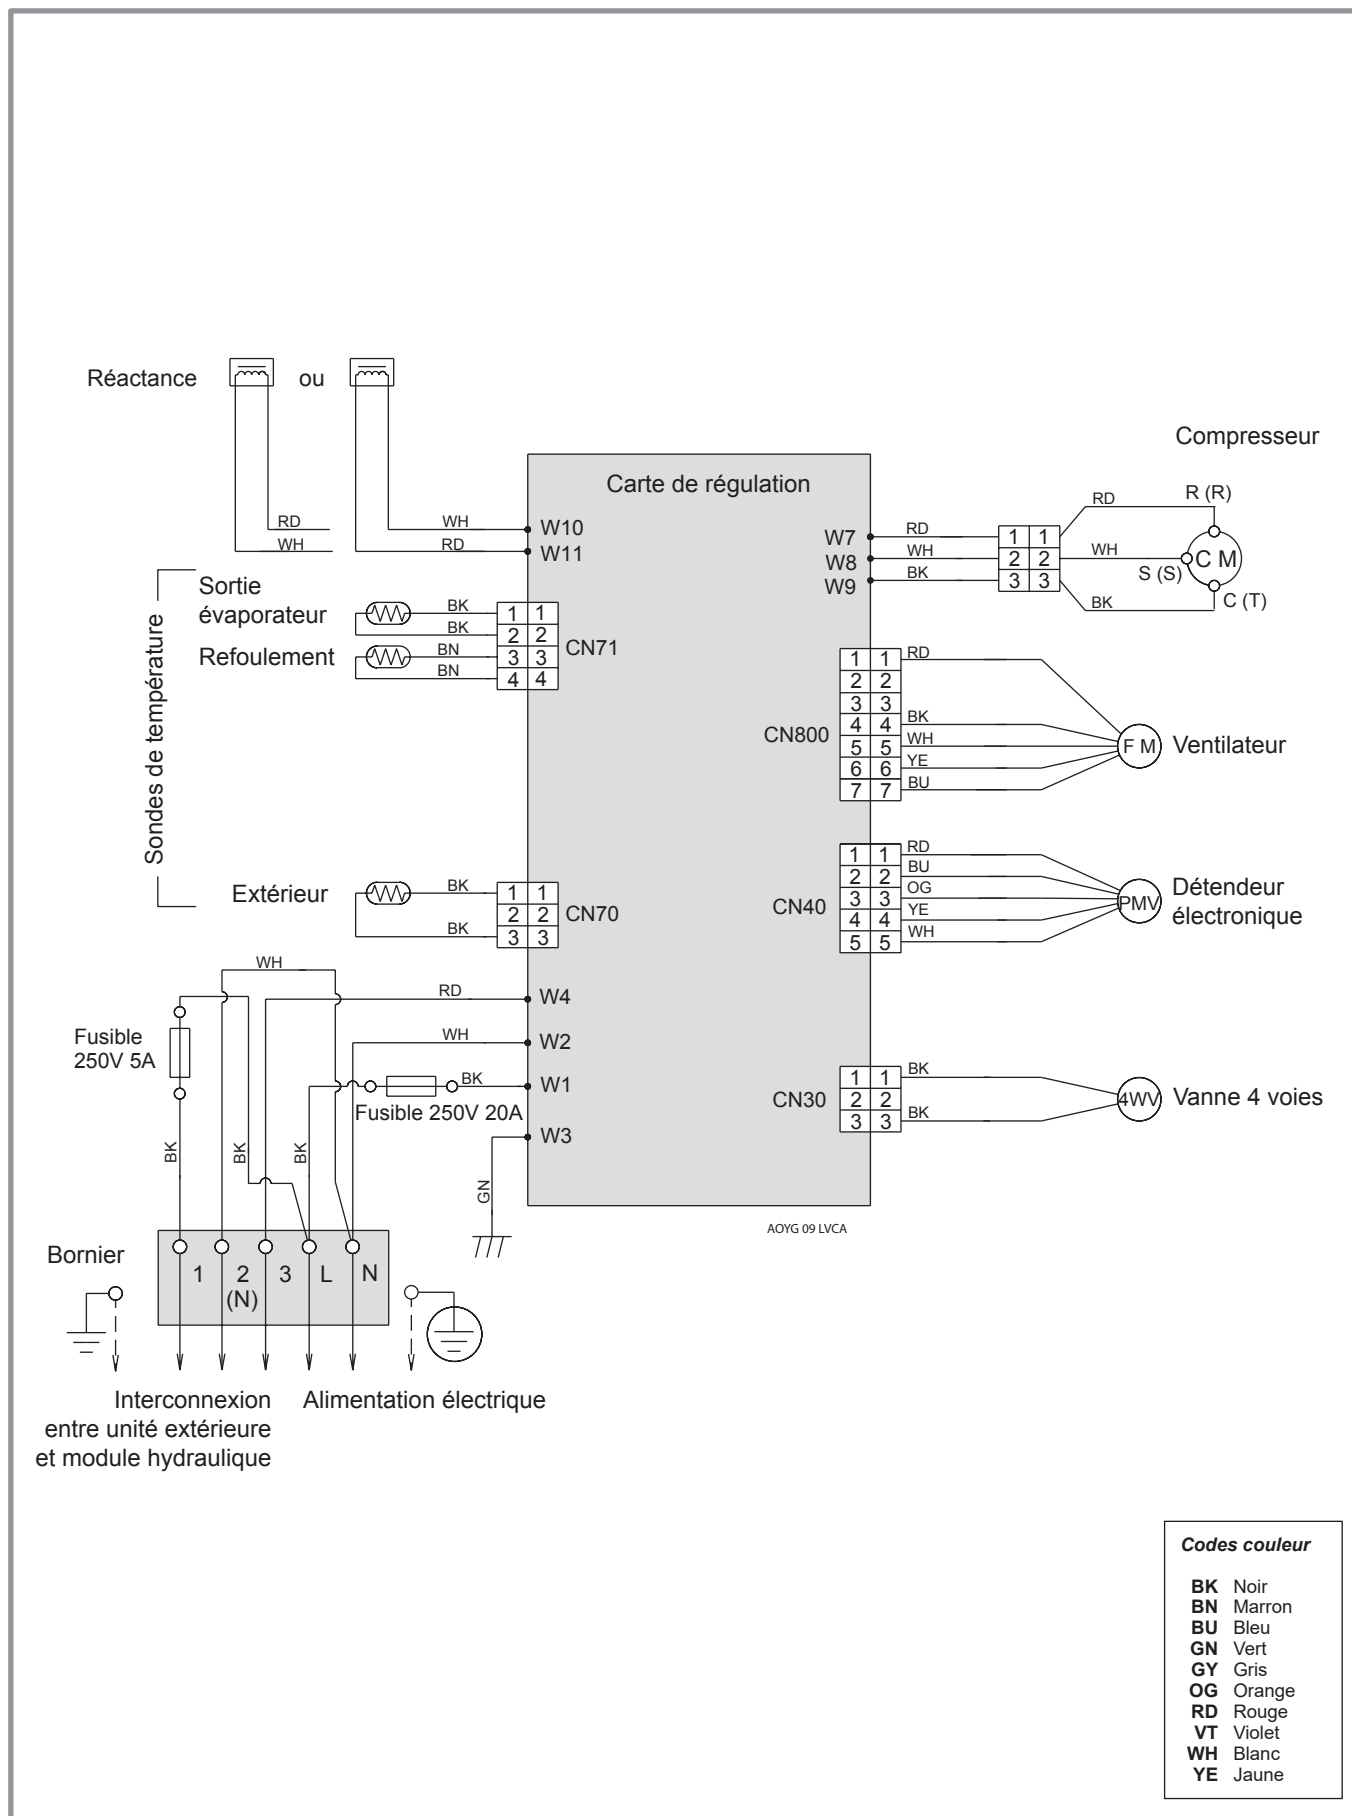 Réactance
ou
RD
WH
WH
RD
Carte de régulation
W10
W11
Compresseur
W7
W8
W9
RD
WH
BK
1 1
2 2
3 3
RD
WH
BK
R (R)
S (S)
C (T)
C M
Sondes de température
Sortie
évaporateur
Refoulement
BK
BK
BN
BN
1 1
2 2
3 3
4 4
CN71
CN800
1 1
2 2
3 3
4 4
5 5
6 6
7 7
RD
BK
WH
YE
BU
F M
Ventilateur
Extérieur
BK
BK
1 1
2 2
3 3
CN70
CN40
1 1
2 2
3 3
4 4
5 5
RD
BU
OG
YE
WH
PMV
Détendeur
électronique
WH
RD
W4
WH
W2
Fusible
250V 5A
BK
W1
Fusible 250V 20A
W3
GN
BK
BK
BK
CN30
1 1
2 2
3 3
BK
BK
4WV
Vanne 4 voies
AOYG 09 LVCA
Bornier
1
2
(N)
3
L
N
Interconnexion
entre unité extérieure
et module hydraulique
Alimentation électrique
Codes couleur
BK Noir
BN Marron
BU Bleu
GN Vert
GY Gris
OG Orange
RD Rouge
VT Violet
WH Blanc
YE Jaune